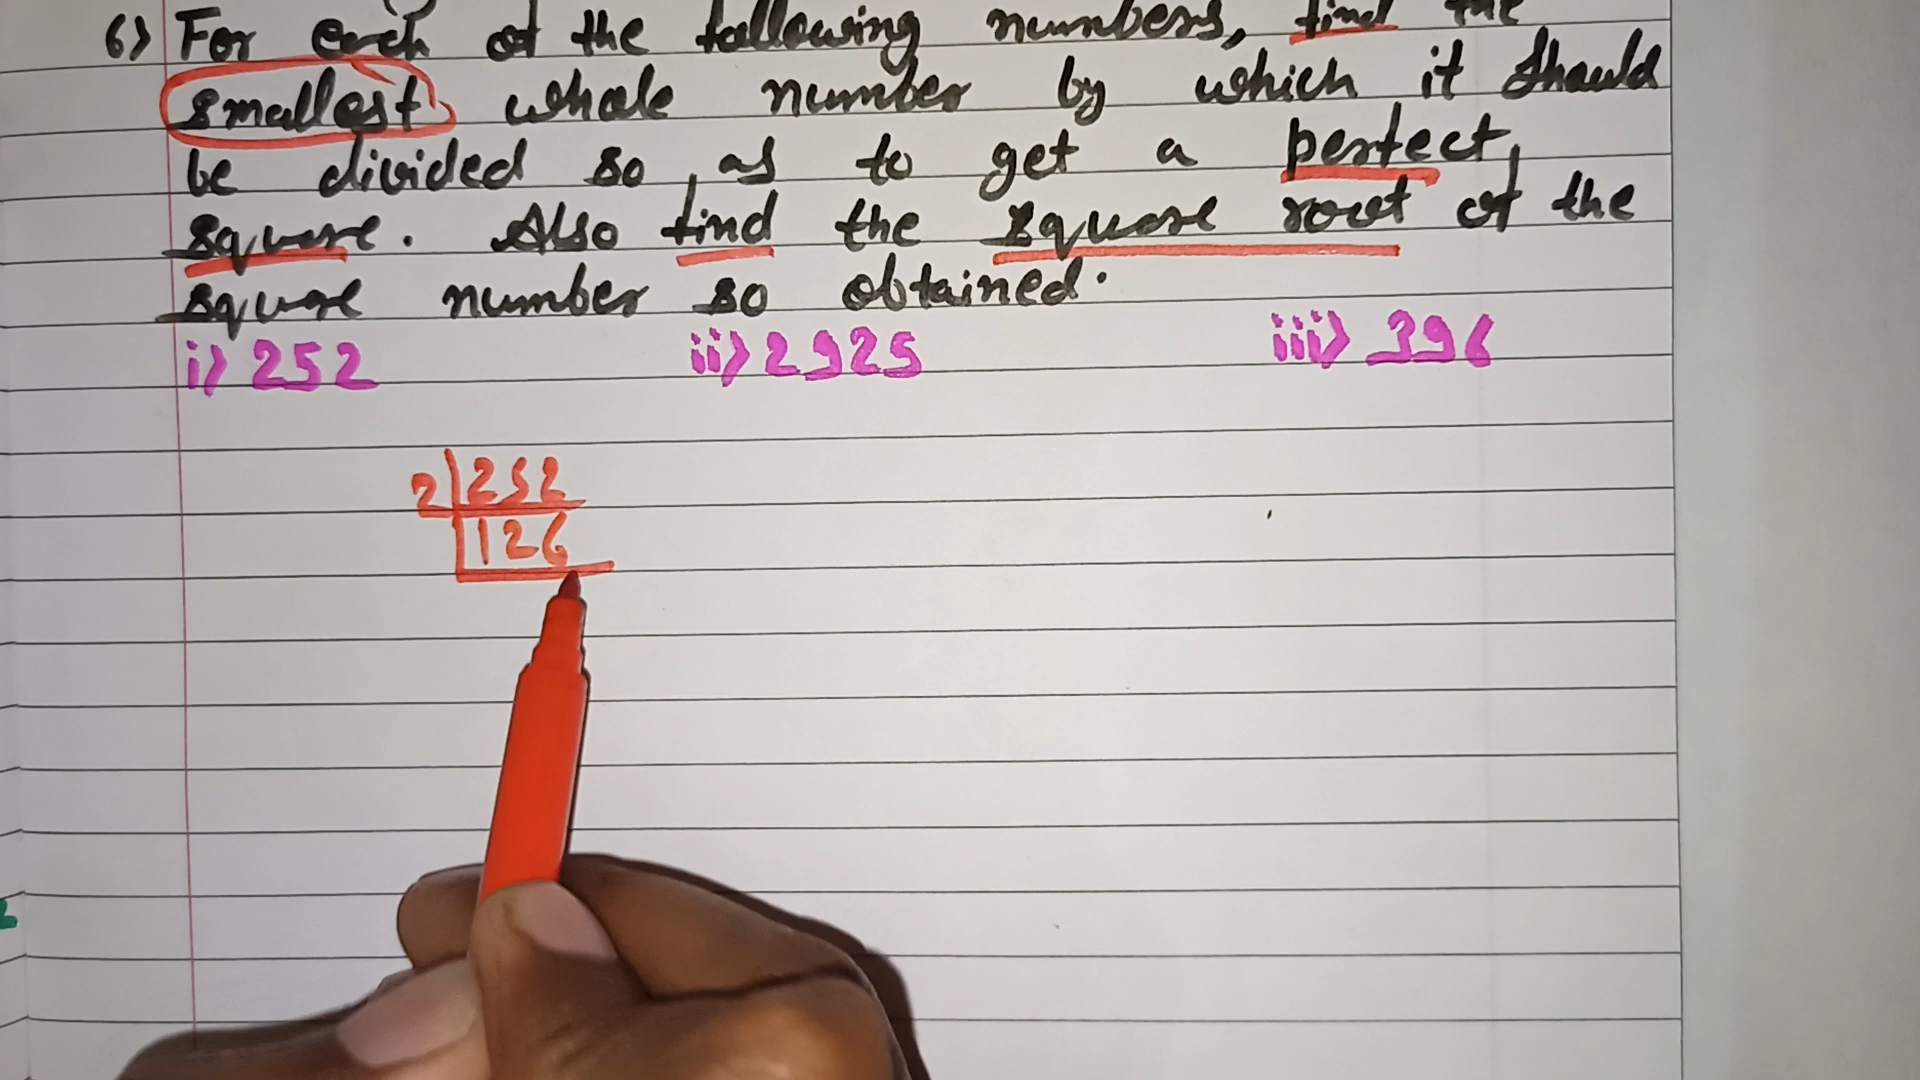 6) For each of the following numbers, find the
smallest whole number by which it should
be divided so as to get a perfect
square. Also find the square root of the
square number so obtained.
i) 252 ii) 2925 iii) 396
2 252
126